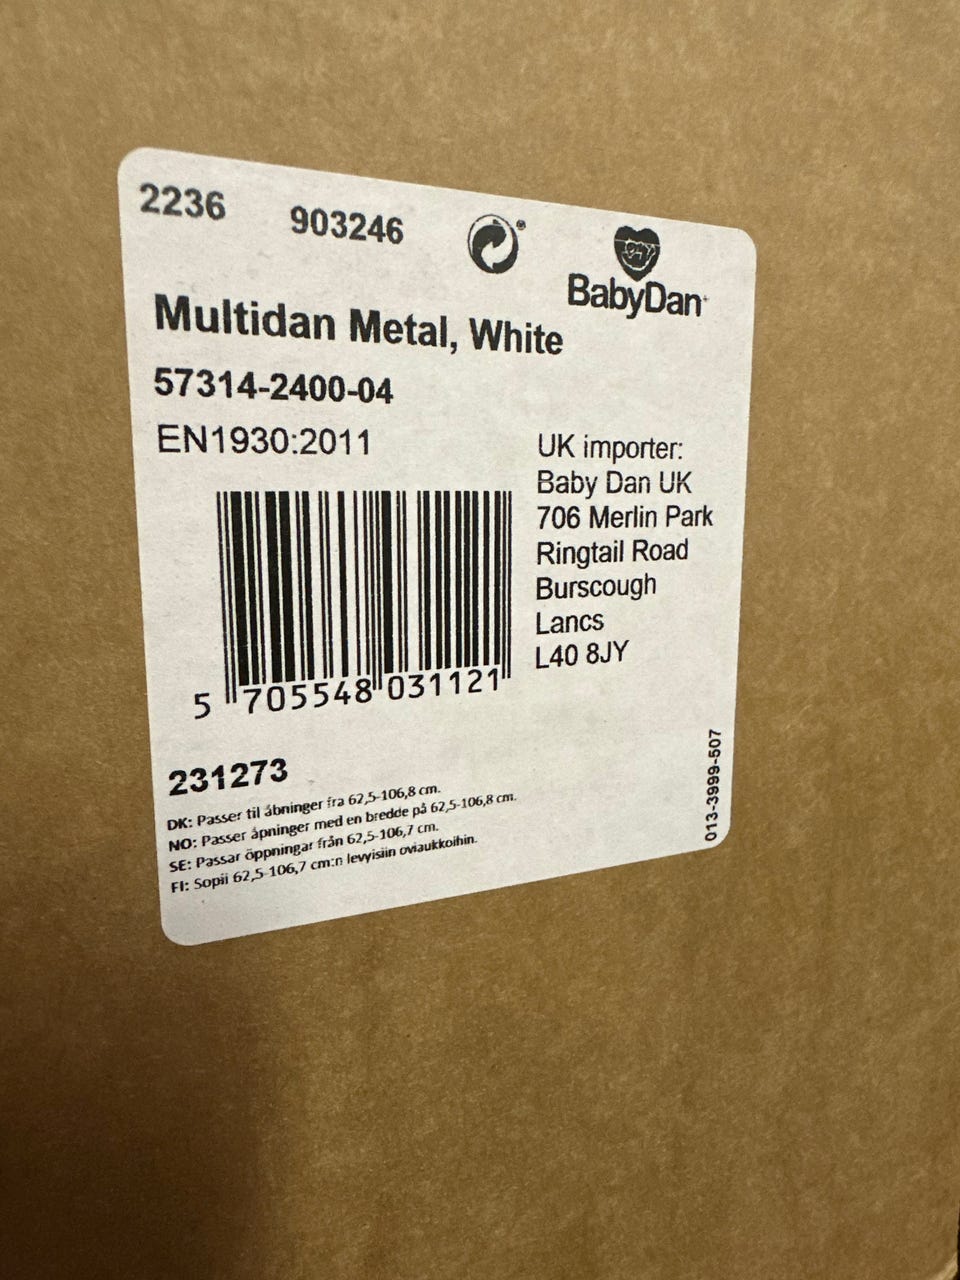 2236 903246
BabyDan
Multidan Metal, White
57314-2400-04
EN1930:2011
UK importer:
Baby Dan UK
706 Merlin Park
Ringtail Road
Burscough
Lancs
L40 8JY
5 705548 031121
231273
DK: Passer til åbninger fra 62,5-106,8 cm.
NO: Passer åpninger med en bredde på 62,5-106,8 cm.
SE: Passar öppningar från 62,5-106,7 cm.
FI: Sopii 62,5-106,7 cm:n levyisiin oviaukkoihin.
013-3999-507